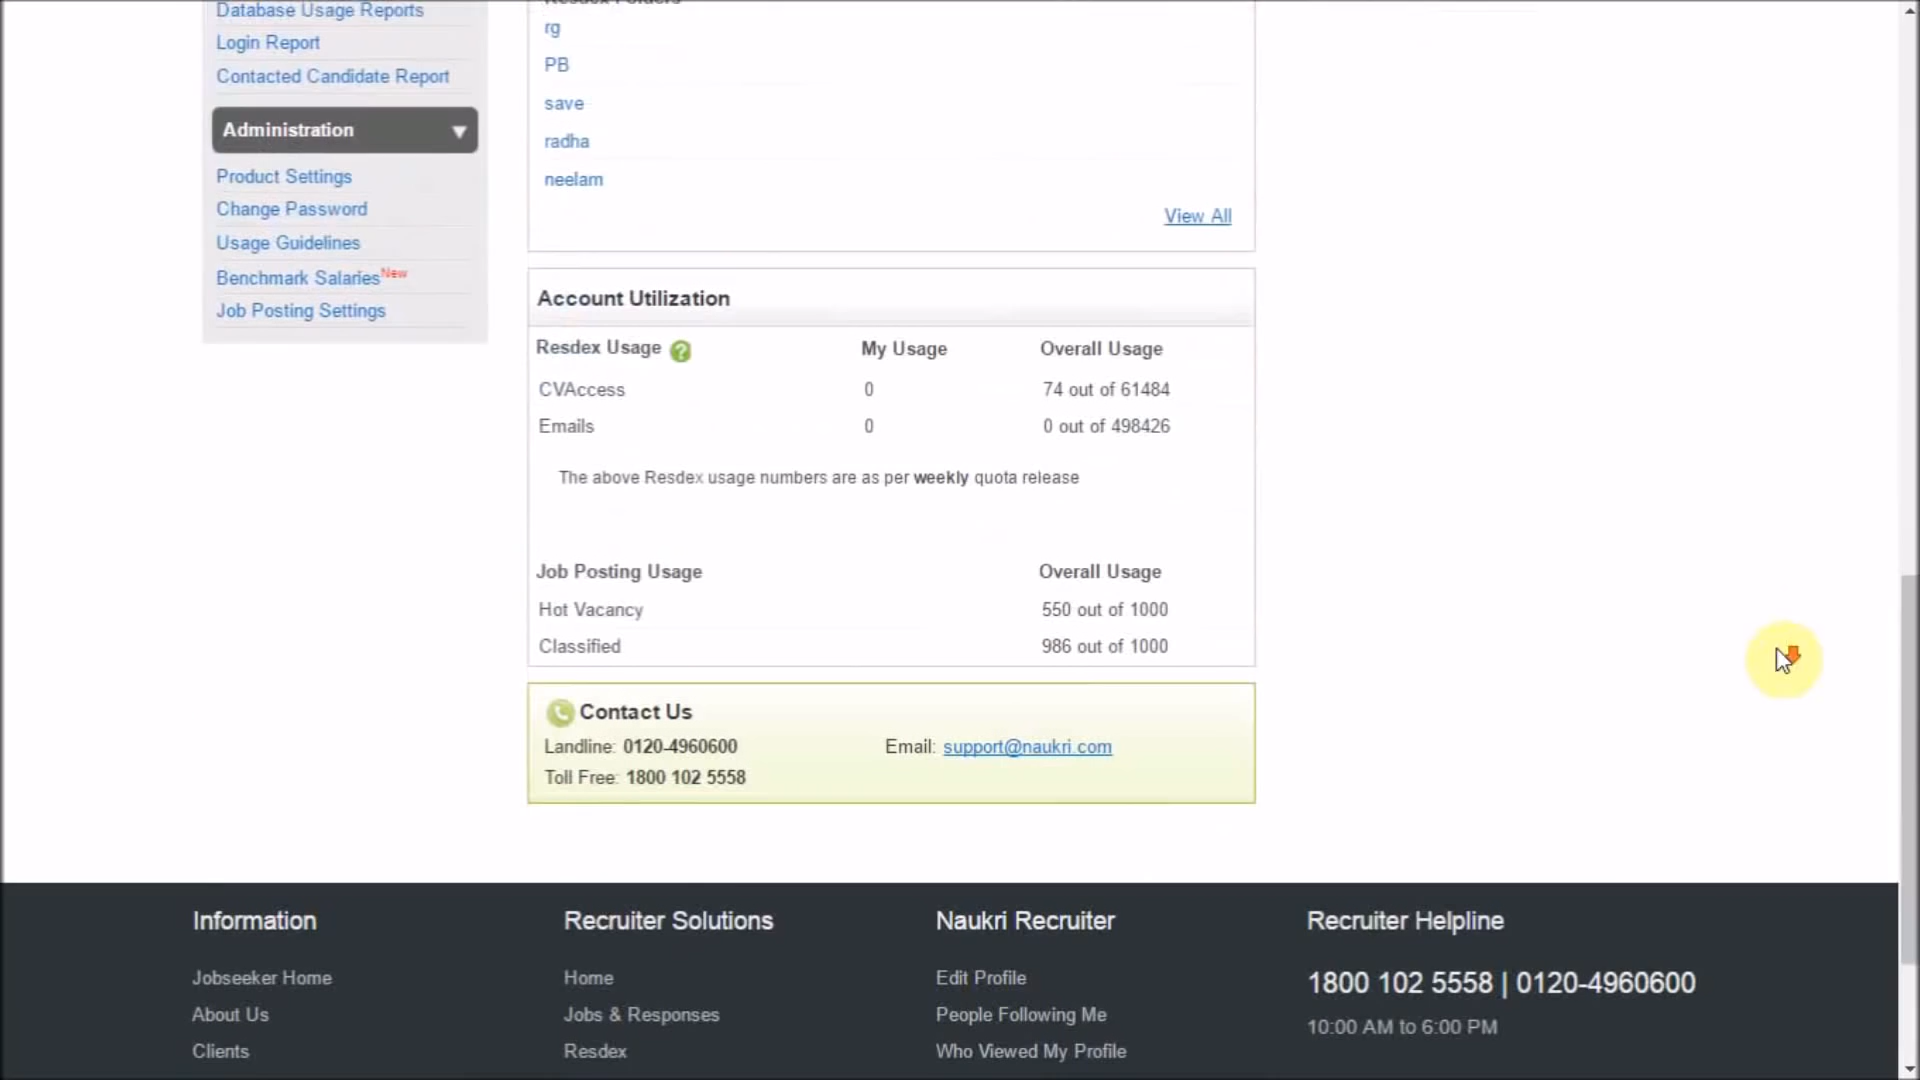 Database Usage Reports
Login Report
Contacted Candidate Report
Administration
Product Settings
Change Password
Usage Guidelines
Benchmark Salaries New
Job Posting Settings
Resdex Folders
rg
PB
save
radha
neelam
View All
Account Utilization
Resdex Usage ? My Usage Overall Usage
CVAccess 0 74 out of 61484
Emails 0 0 out of 498426
The above Resdex usage numbers are as per weekly quota release
Job Posting Usage Overall Usage
Hot Vacancy 550 out of 1000
Classified 986 out of 1000
Contact Us
Landline: 0120-4960600 Email: support@naukri.com
Toll Free: 1800 102 5558
Information
Jobseeker Home
About Us
Clients
Recruiter Solutions
Home
Jobs & Responses
Resdex
Naukri Recruiter
Edit Profile
People Following Me
Who Viewed My Profile
Recruiter Helpline
1800 102 5558 | 0120-4960600
10:00 AM to 6:00 PM